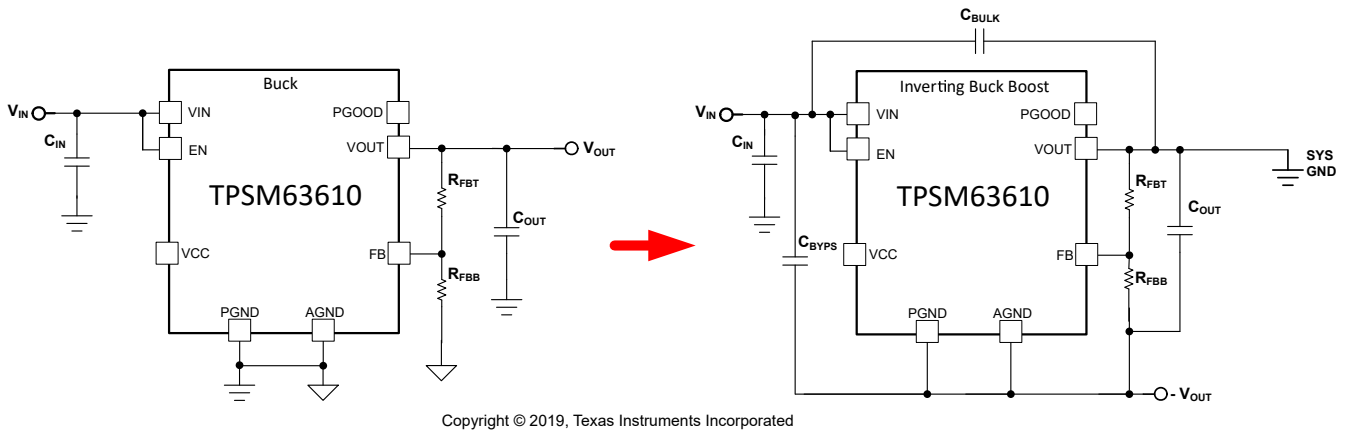 Buck
V_IN
VIN
PGOOD
C_IN
EN
VOUT
V_OUT
R_FBT
TPSM63610
C_OUT
VCC
FB
R_FBB
PGND
AGND
C_BULK
Inverting Buck Boost
V_IN
VIN
PGOOD
C_IN
EN
VOUT
SYS
GND
R_FBT
TPSM63610
C_OUT
C_BYPS
VCC
FB
R_FBB
PGND
AGND
- V_OUT
Copyright © 2019, Texas Instruments Incorporated